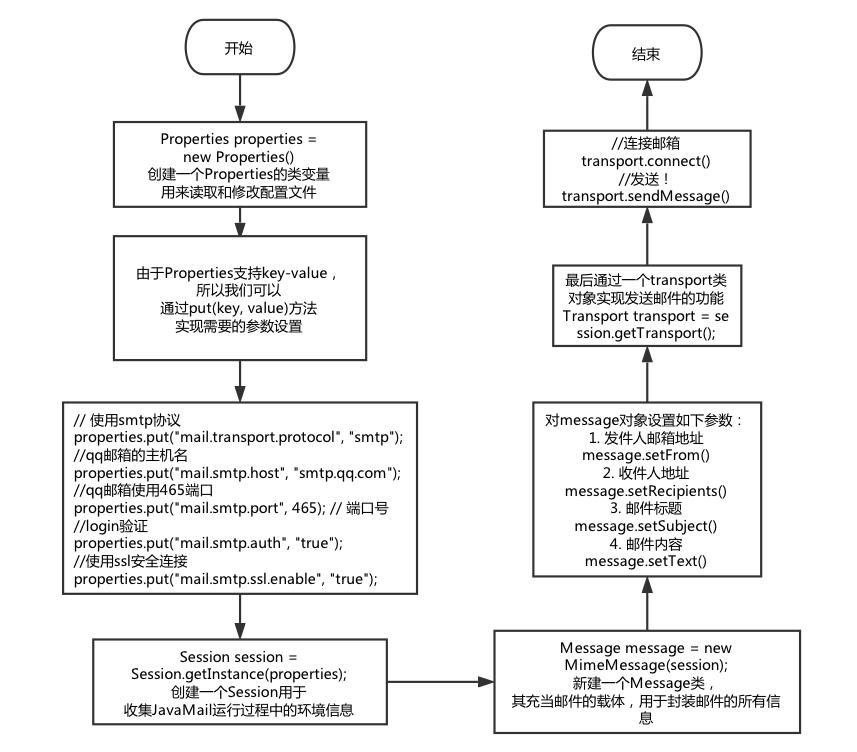 开始
Properties properties =
new Properties()
创建一个Properties的类变量
用来读取和修改配置文件
由于Properties支持key-value，
所以我们可以
通过put(key, value)方法
实现需要的参数设置
// 使用smtp协议
properties.put("mail.transport.protocol", "smtp");
//qq邮箱的主机名
properties.put("mail.smtp.host", "smtp.qq.com");
//qq邮箱使用465端口
properties.put("mail.smtp.port", 465); // 端口号
//login验证
properties.put("mail.smtp.auth", "true");
//使用ssl安全连接
properties.put("mail.smtp.ssl.enable", "true");
Session session =
Session.getInstance(properties);
创建一个Session用于
收集JavaMail运行过程中的环境信息
Message message = new
MimeMessage(session);
新建一个Message类，
其充当邮件的载体，用于封装邮件的所有信
息
对message对象设置如下参数：
1. 发件人邮箱地址
message.setFrom()
2. 收件人地址
message.setRecipients()
3. 邮件标题
message.setSubject()
4. 邮件内容
message.setText()
最后通过一个transport类
对象实现发送邮件的功能
Transport transport = se
ssion.getTransport();
//连接邮箱
transport.connect()
//发送！
transport.sendMessage()
结束